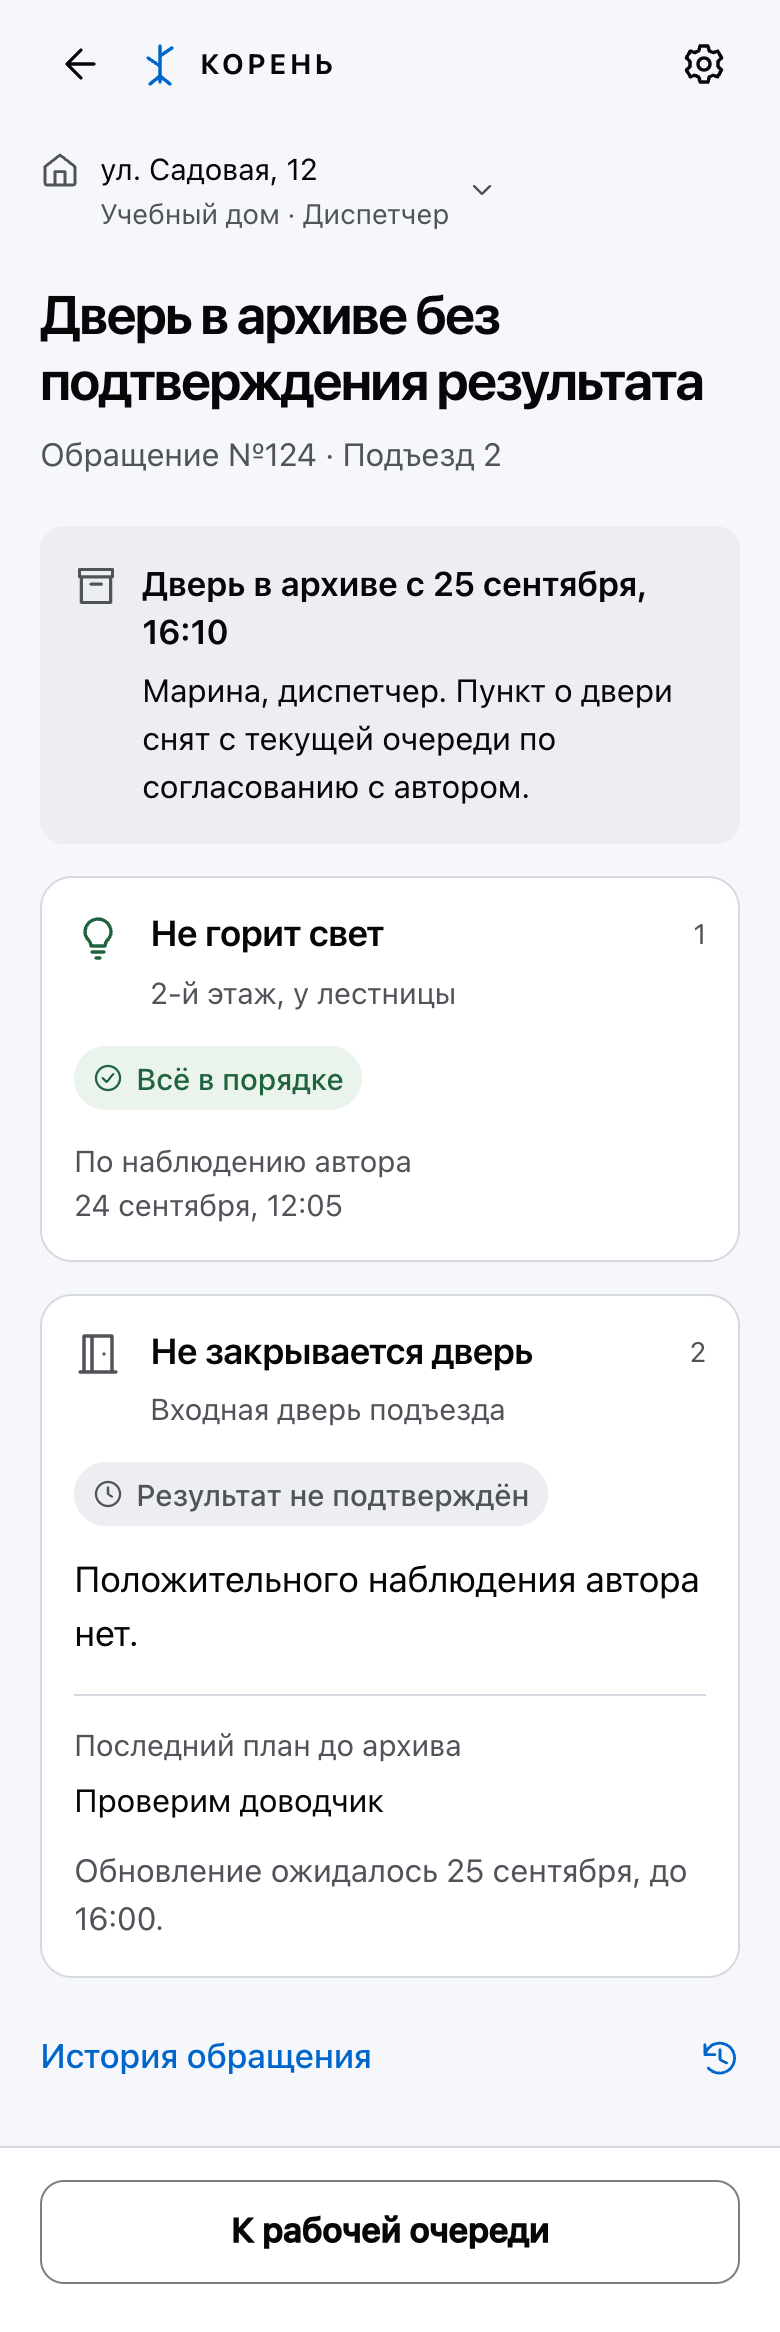 КОРЕНЬ
ул. Садовая, 12
Учебный дом · Диспетчер
Дверь в архиве без
подтверждения результата
Обращение №124 · Подъезд 2
Дверь в архиве с 25 сентября,
16:10
Марина, диспетчер. Пункт о двери
снят с текущей очереди по
согласованию с автором.
Не горит свет 1
2-й этаж, у лестницы
Всё в порядке
По наблюдению автора
24 сентября, 12:05
Не закрывается дверь 2
Входная дверь подъезда
Результат не подтверждён
Положительного наблюдения автора
нет.
Последний план до архива
Проверим доводчик
Обновление ожидалось 25 сентября, до
16:00.
История обращения
К рабочей очереди